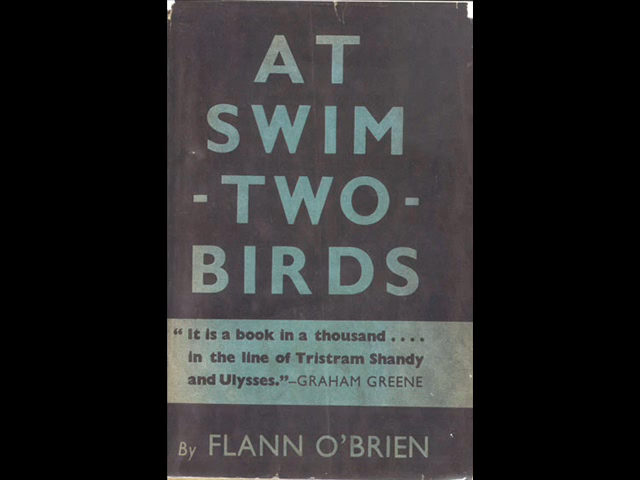 AT
SWIM
-TWO-
BIRDS
“It is a book in a thousand....
in the line of Tristram Shandy
and Ulysses.”—GRAHAM GREENE
By FLANN O’BRIEN